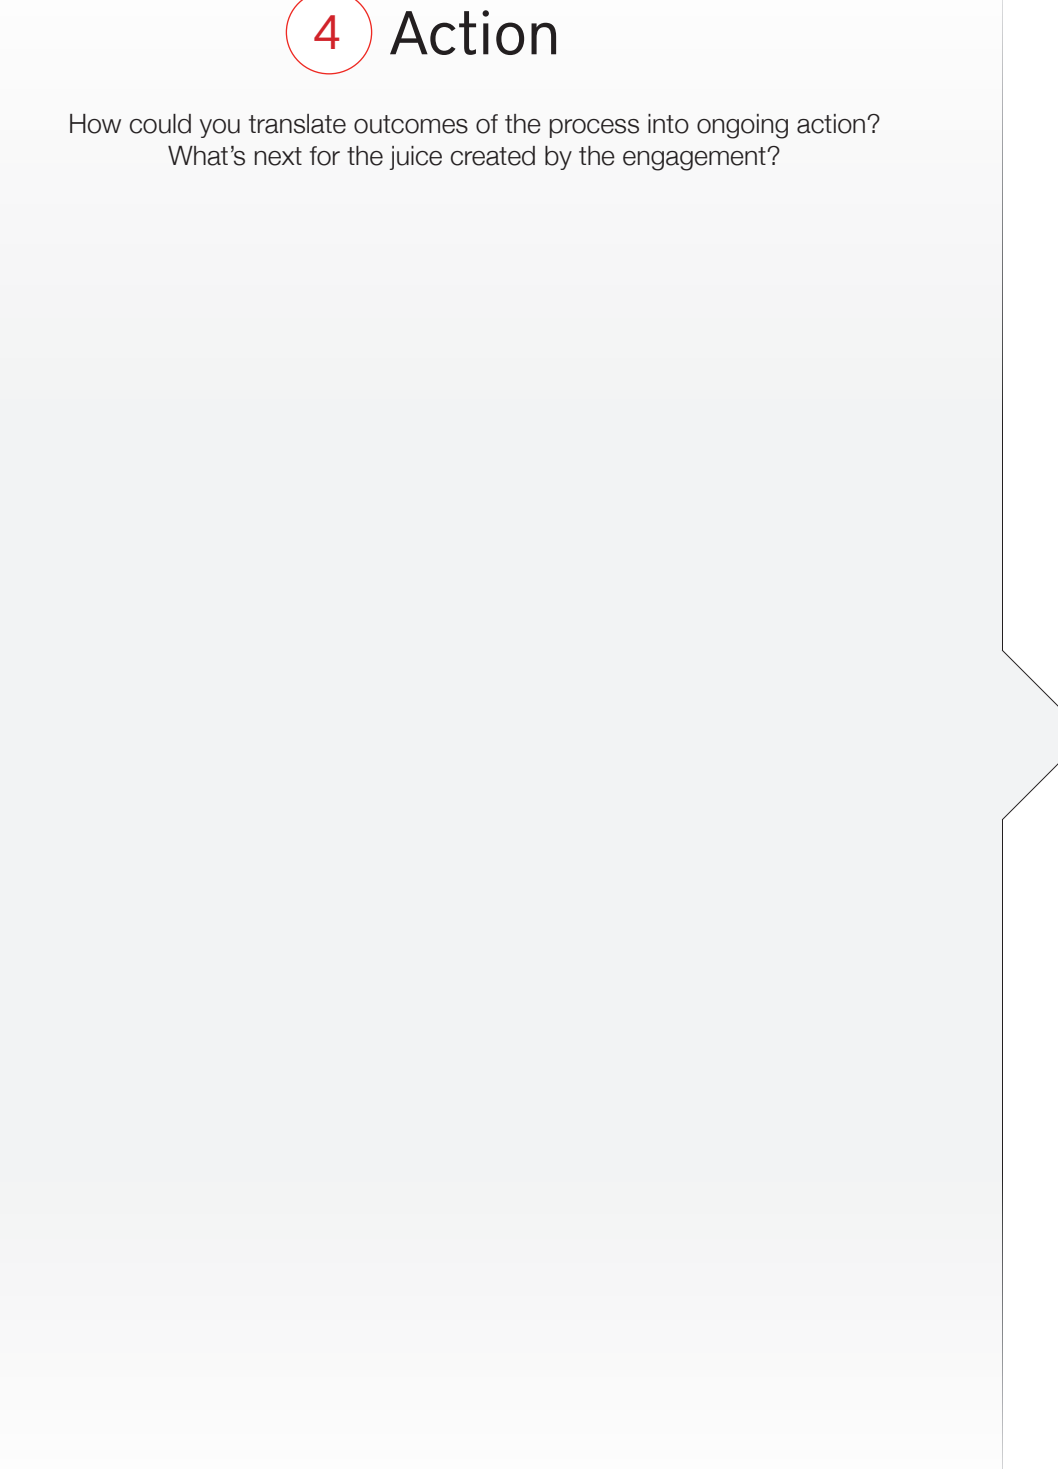 4 Action
How could you translate outcomes of the process into ongoing action?
What’s next for the juice created by the engagement?